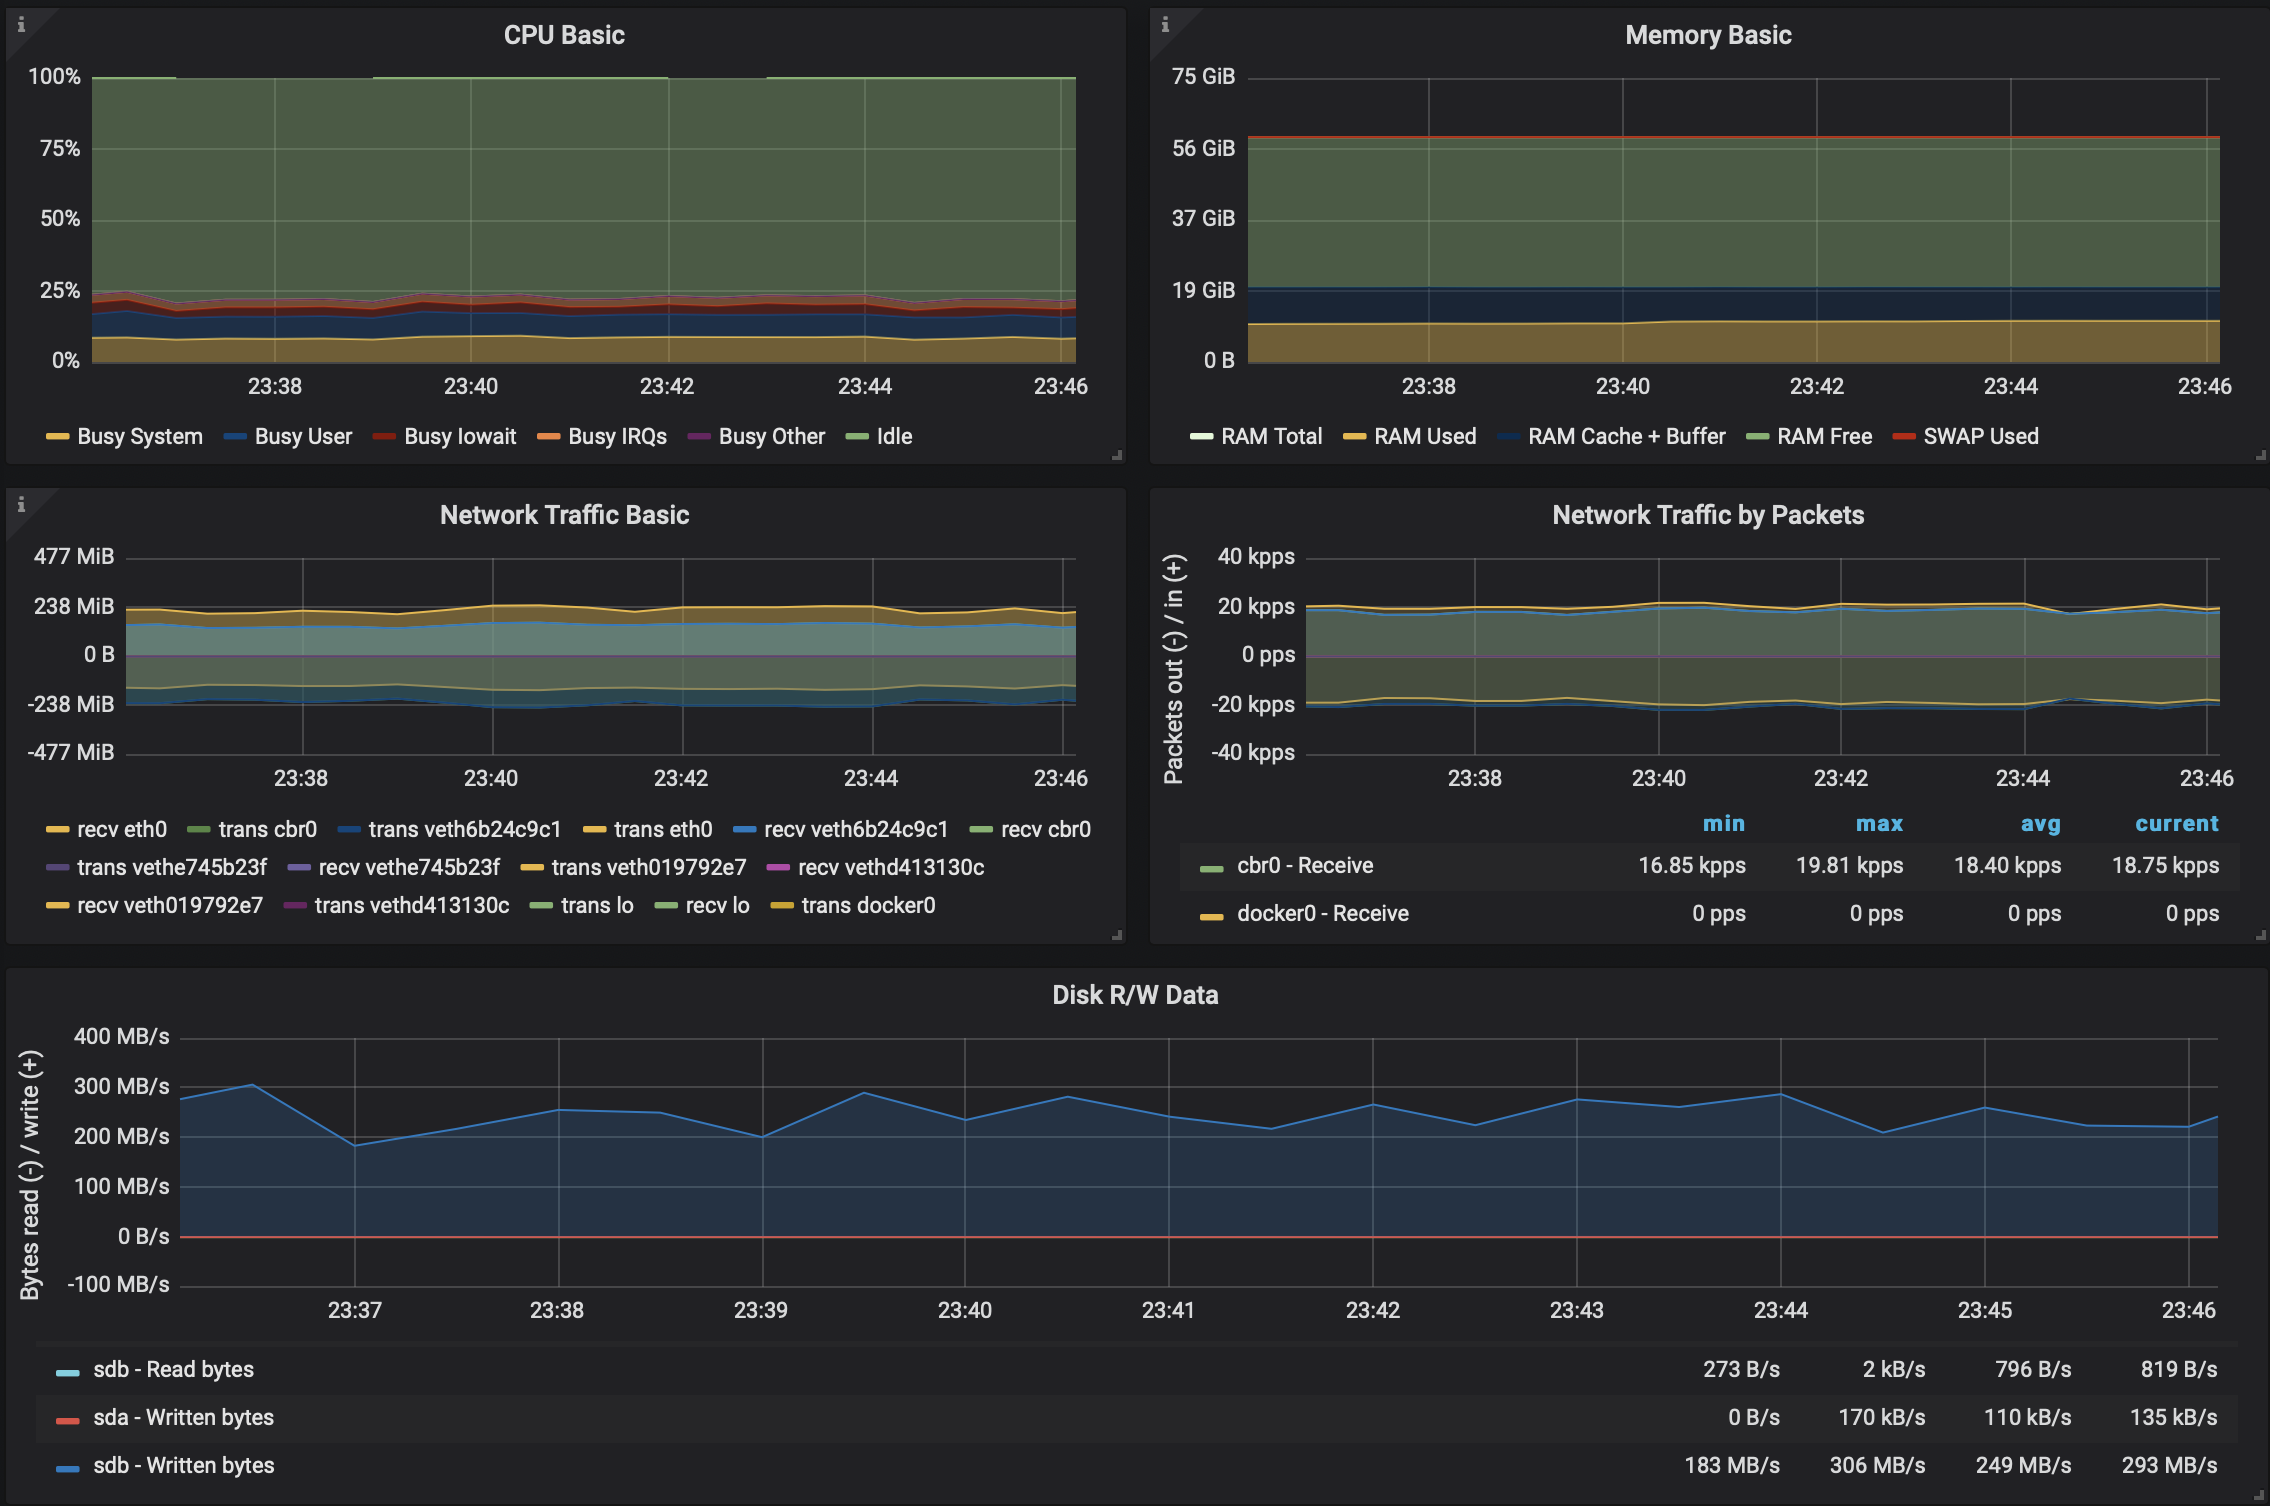 CPU Basic
100%
75%
50%
25%
0%
23:38 23:40 23:42 23:44 23:46
Busy System Busy User Busy Iowait Busy IRQs Busy Other Idle
Memory Basic
75 GiB
56 GiB
37 GiB
19 GiB
0 B
23:38 23:40 23:42 23:44 23:46
RAM Total RAM Used RAM Cache + Buffer RAM Free SWAP Used
Network Traffic Basic
477 MiB
238 MiB
0 B
-238 MiB
-477 MiB
23:38 23:40 23:42 23:44 23:46
recv eth0 trans cbr0 trans veth6b24c9c1 trans eth0 recv veth6b24c9c1 recv cbr0
trans vethe745b23f recv vethe745b23f trans veth019792e7 recv vethd413130c
recv veth019792e7 trans vethd413130c trans lo recv lo trans docker0
Network Traffic by Packets
Packets out (-) / in (+)
40 kpps
20 kpps
0 pps
-20 kpps
-40 kpps
23:38 23:40 23:42 23:44 23:46
min max avg current
cbr0 - Receive 16.85 kpps 19.81 kpps 18.40 kpps 18.75 kpps
docker0 - Receive 0 pps 0 pps 0 pps 0 pps
Disk R/W Data
Bytes read (-) / write (+)
400 MB/s
300 MB/s
200 MB/s
100 MB/s
0 B/s
-100 MB/s
23:37 23:38 23:39 23:40 23:41 23:42 23:43 23:44 23:45 23:46
sdb - Read bytes 273 B/s 2 kB/s 796 B/s 819 B/s
sda - Written bytes 0 B/s 170 kB/s 110 kB/s 135 kB/s
sdb - Written bytes 183 MB/s 306 MB/s 249 MB/s 293 MB/s